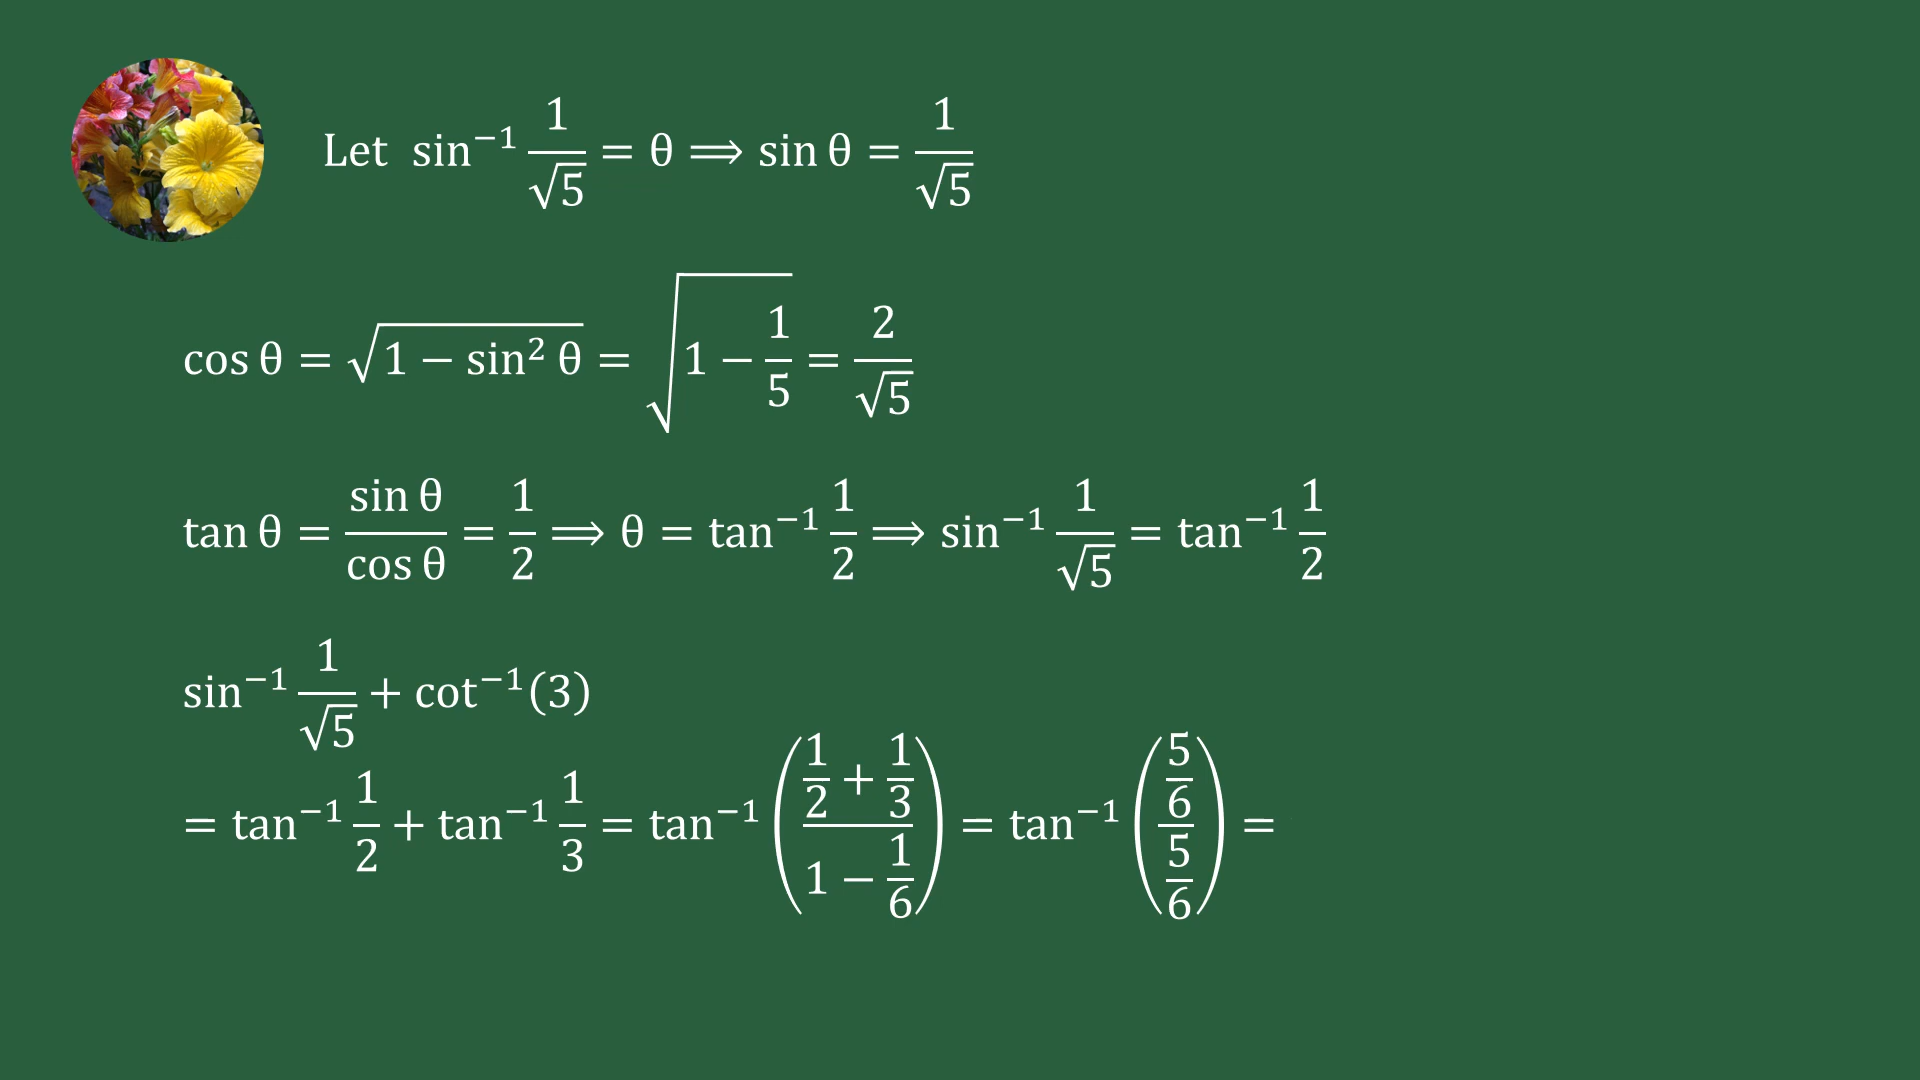 Let sin⁻¹ 1/√5 = θ ⟹ sin θ = 1/√5
cos θ = √(1 − sin² θ) = √(1 − 1/5) = 2/√5
tan θ = sin θ/cos θ = 1/2 ⟹ θ = tan⁻¹ 1/2 ⟹ sin⁻¹ 1/√5 = tan⁻¹ 1/2
sin⁻¹ 1/√5 + cot⁻¹(3)
= tan⁻¹ 1/2 + tan⁻¹ 1/3 = tan⁻¹ ((1/2 + 1/3)/(1 − 1/6)) = tan⁻¹ ((5/6)/(5/6)) =